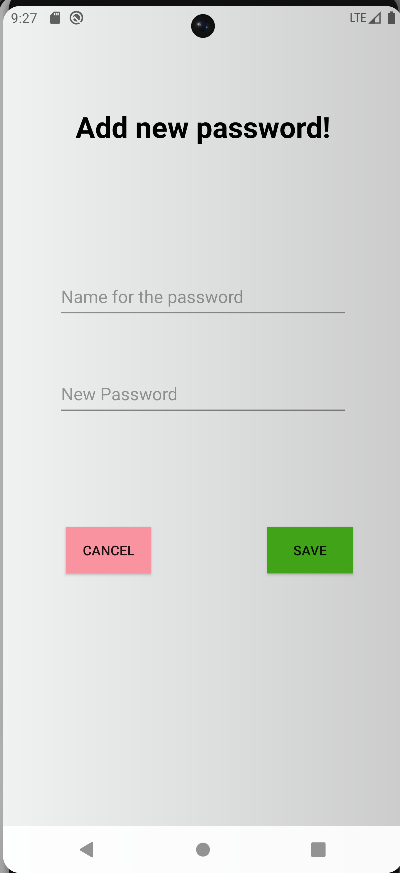 9:27 LTE
Add new password!
Name for the password
New Password
CANCEL SAVE